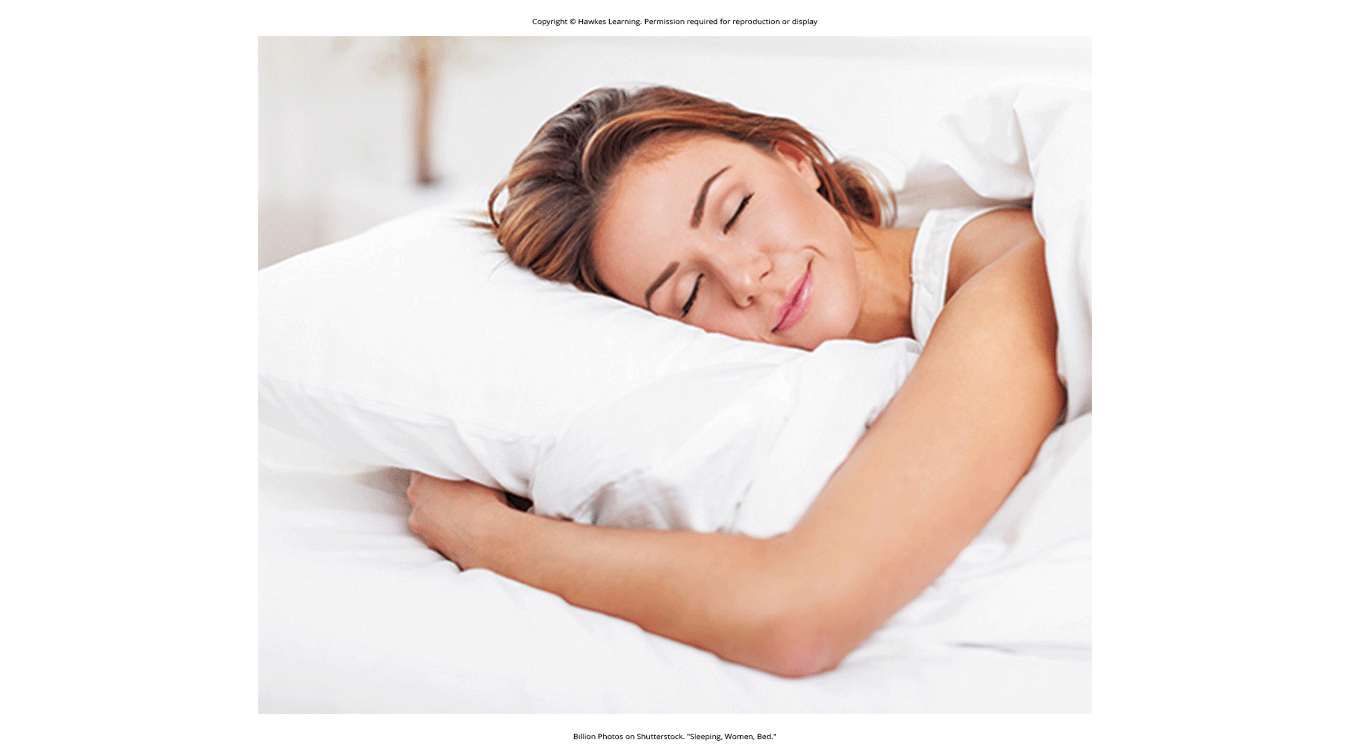 Copyright © Hawkes Learning. Permission required for reproduction or display
Billion Photos on Shutterstock. "Sleeping, Women, Bed."